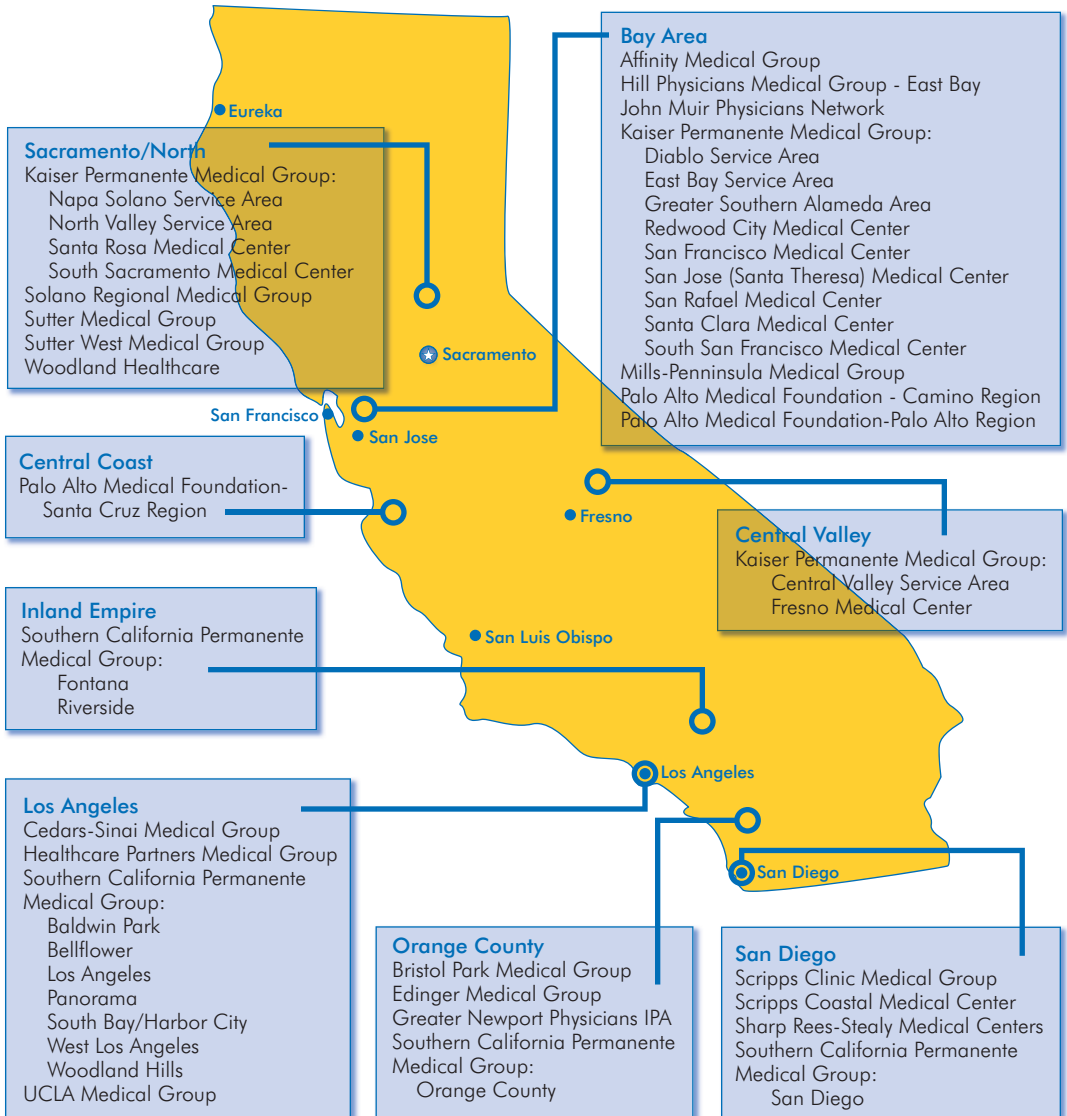 Bay Area
Affinity Medical Group
Hill Physicians Medical Group - East Bay
John Muir Physicians Network
Kaiser Permanente Medical Group:
Diablo Service Area
East Bay Service Area
Greater Southern Alameda Area
Redwood City Medical Center
San Francisco Medical Center
San Jose (Santa Theresa) Medical Center
San Rafael Medical Center
Santa Clara Medical Center
South San Francisco Medical Center
Mills-Penninsula Medical Group
Palo Alto Medical Foundation - Camino Region
Palo Alto Medical Foundation-Palo Alto Region
Eureka
Sacramento/North
Kaiser Permanente Medical Group:
Napa Solano Service Area
North Valley Service Area
Santa Rosa Medical Center
South Sacramento Medical Center
Solano Regional Medical Group
Sutter Medical Group
Sutter West Medical Group
Woodland Healthcare
Sacramento
San Francisco
San Jose
Central Coast
Palo Alto Medical Foundation-
Santa Cruz Region
Fresno
Central Valley
Kaiser Permanente Medical Group:
Central Valley Service Area
Fresno Medical Center
Inland Empire
Southern California Permanente
Medical Group:
Fontana
Riverside
San Luis Obispo
Los Angeles
Los Angeles
Cedars-Sinai Medical Group
Healthcare Partners Medical Group
Southern California Permanente
Medical Group:
Baldwin Park
Bellflower
Los Angeles
Panorama
South Bay/Harbor City
West Los Angeles
Woodland Hills
UCLA Medical Group
San Diego
Orange County
Bristol Park Medical Group
Edinger Medical Group
Greater Newport Physicians IPA
Southern California Permanente
Medical Group:
Orange County
San Diego
Scripps Clinic Medical Group
Scripps Coastal Medical Center
Sharp Rees-Stealy Medical Centers
Southern California Permanente
Medical Group:
San Diego